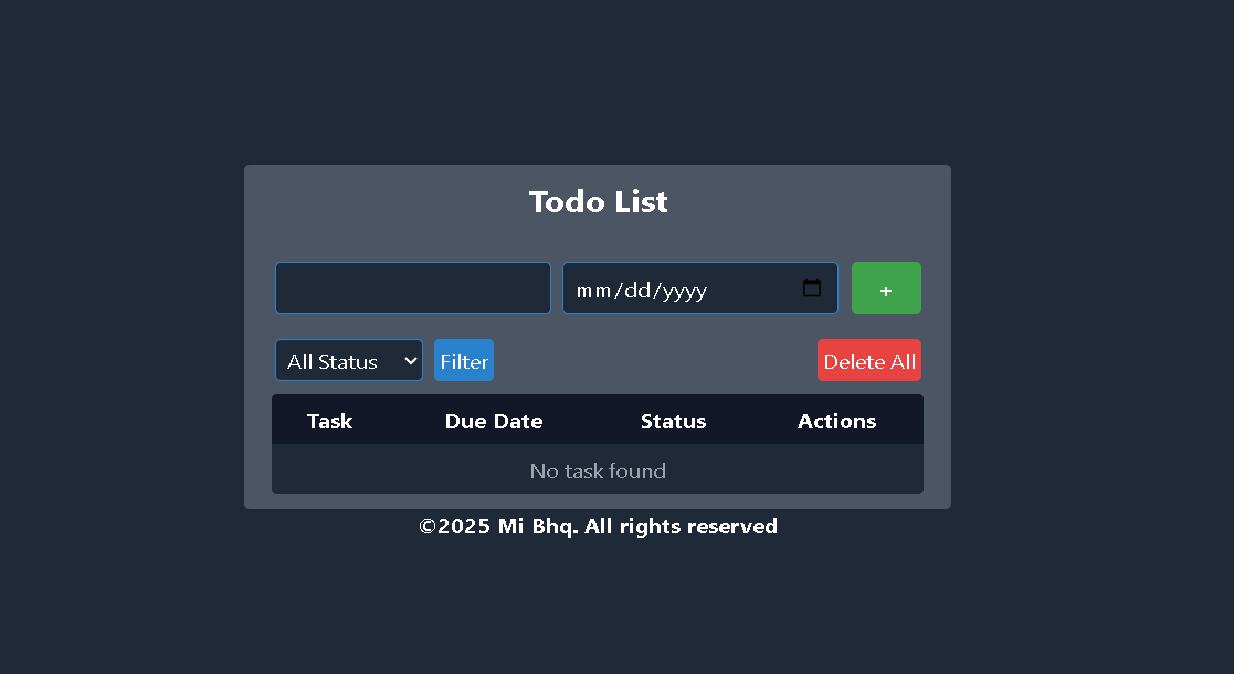 Todo List
mm/dd/yyyy +
All Status Filter Delete All
Task Due Date Status Actions
No task found
©2025 Mi Bhq. All rights reserved